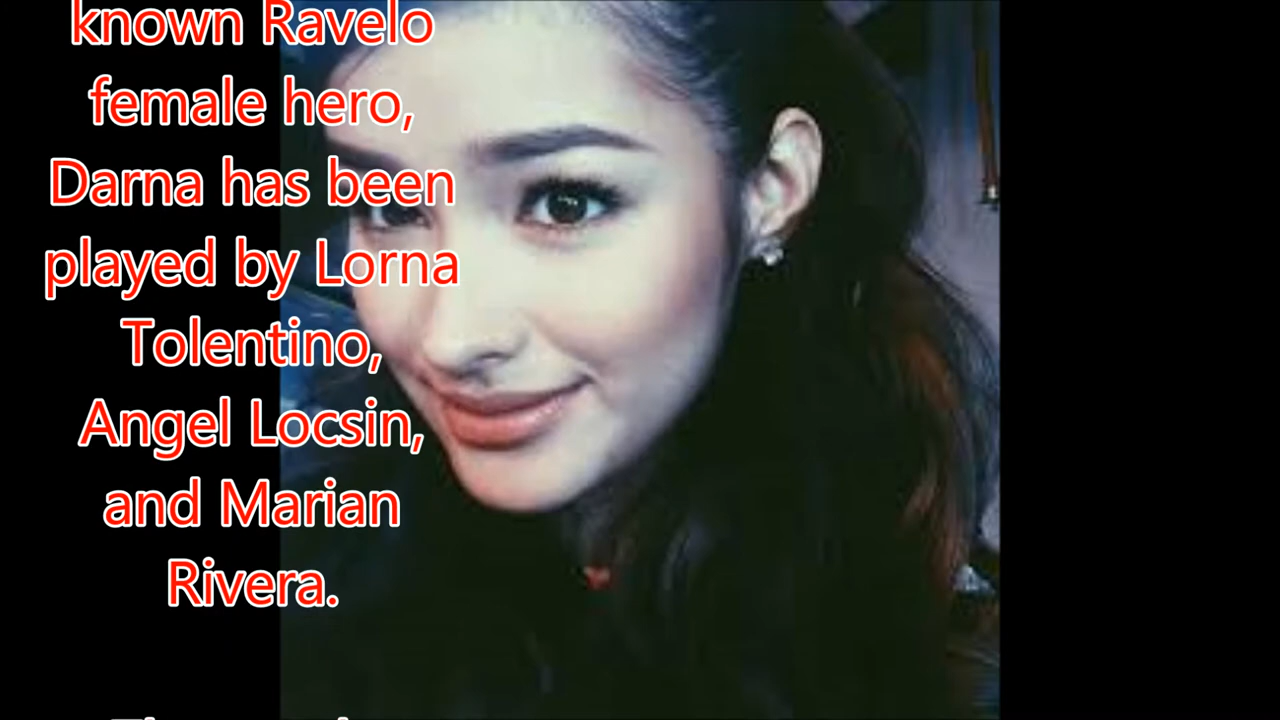 known Ravelo
female hero,
Darna has been
played by Lorna
Tolentino,
Angel Locsin,
and Marian
Rivera.